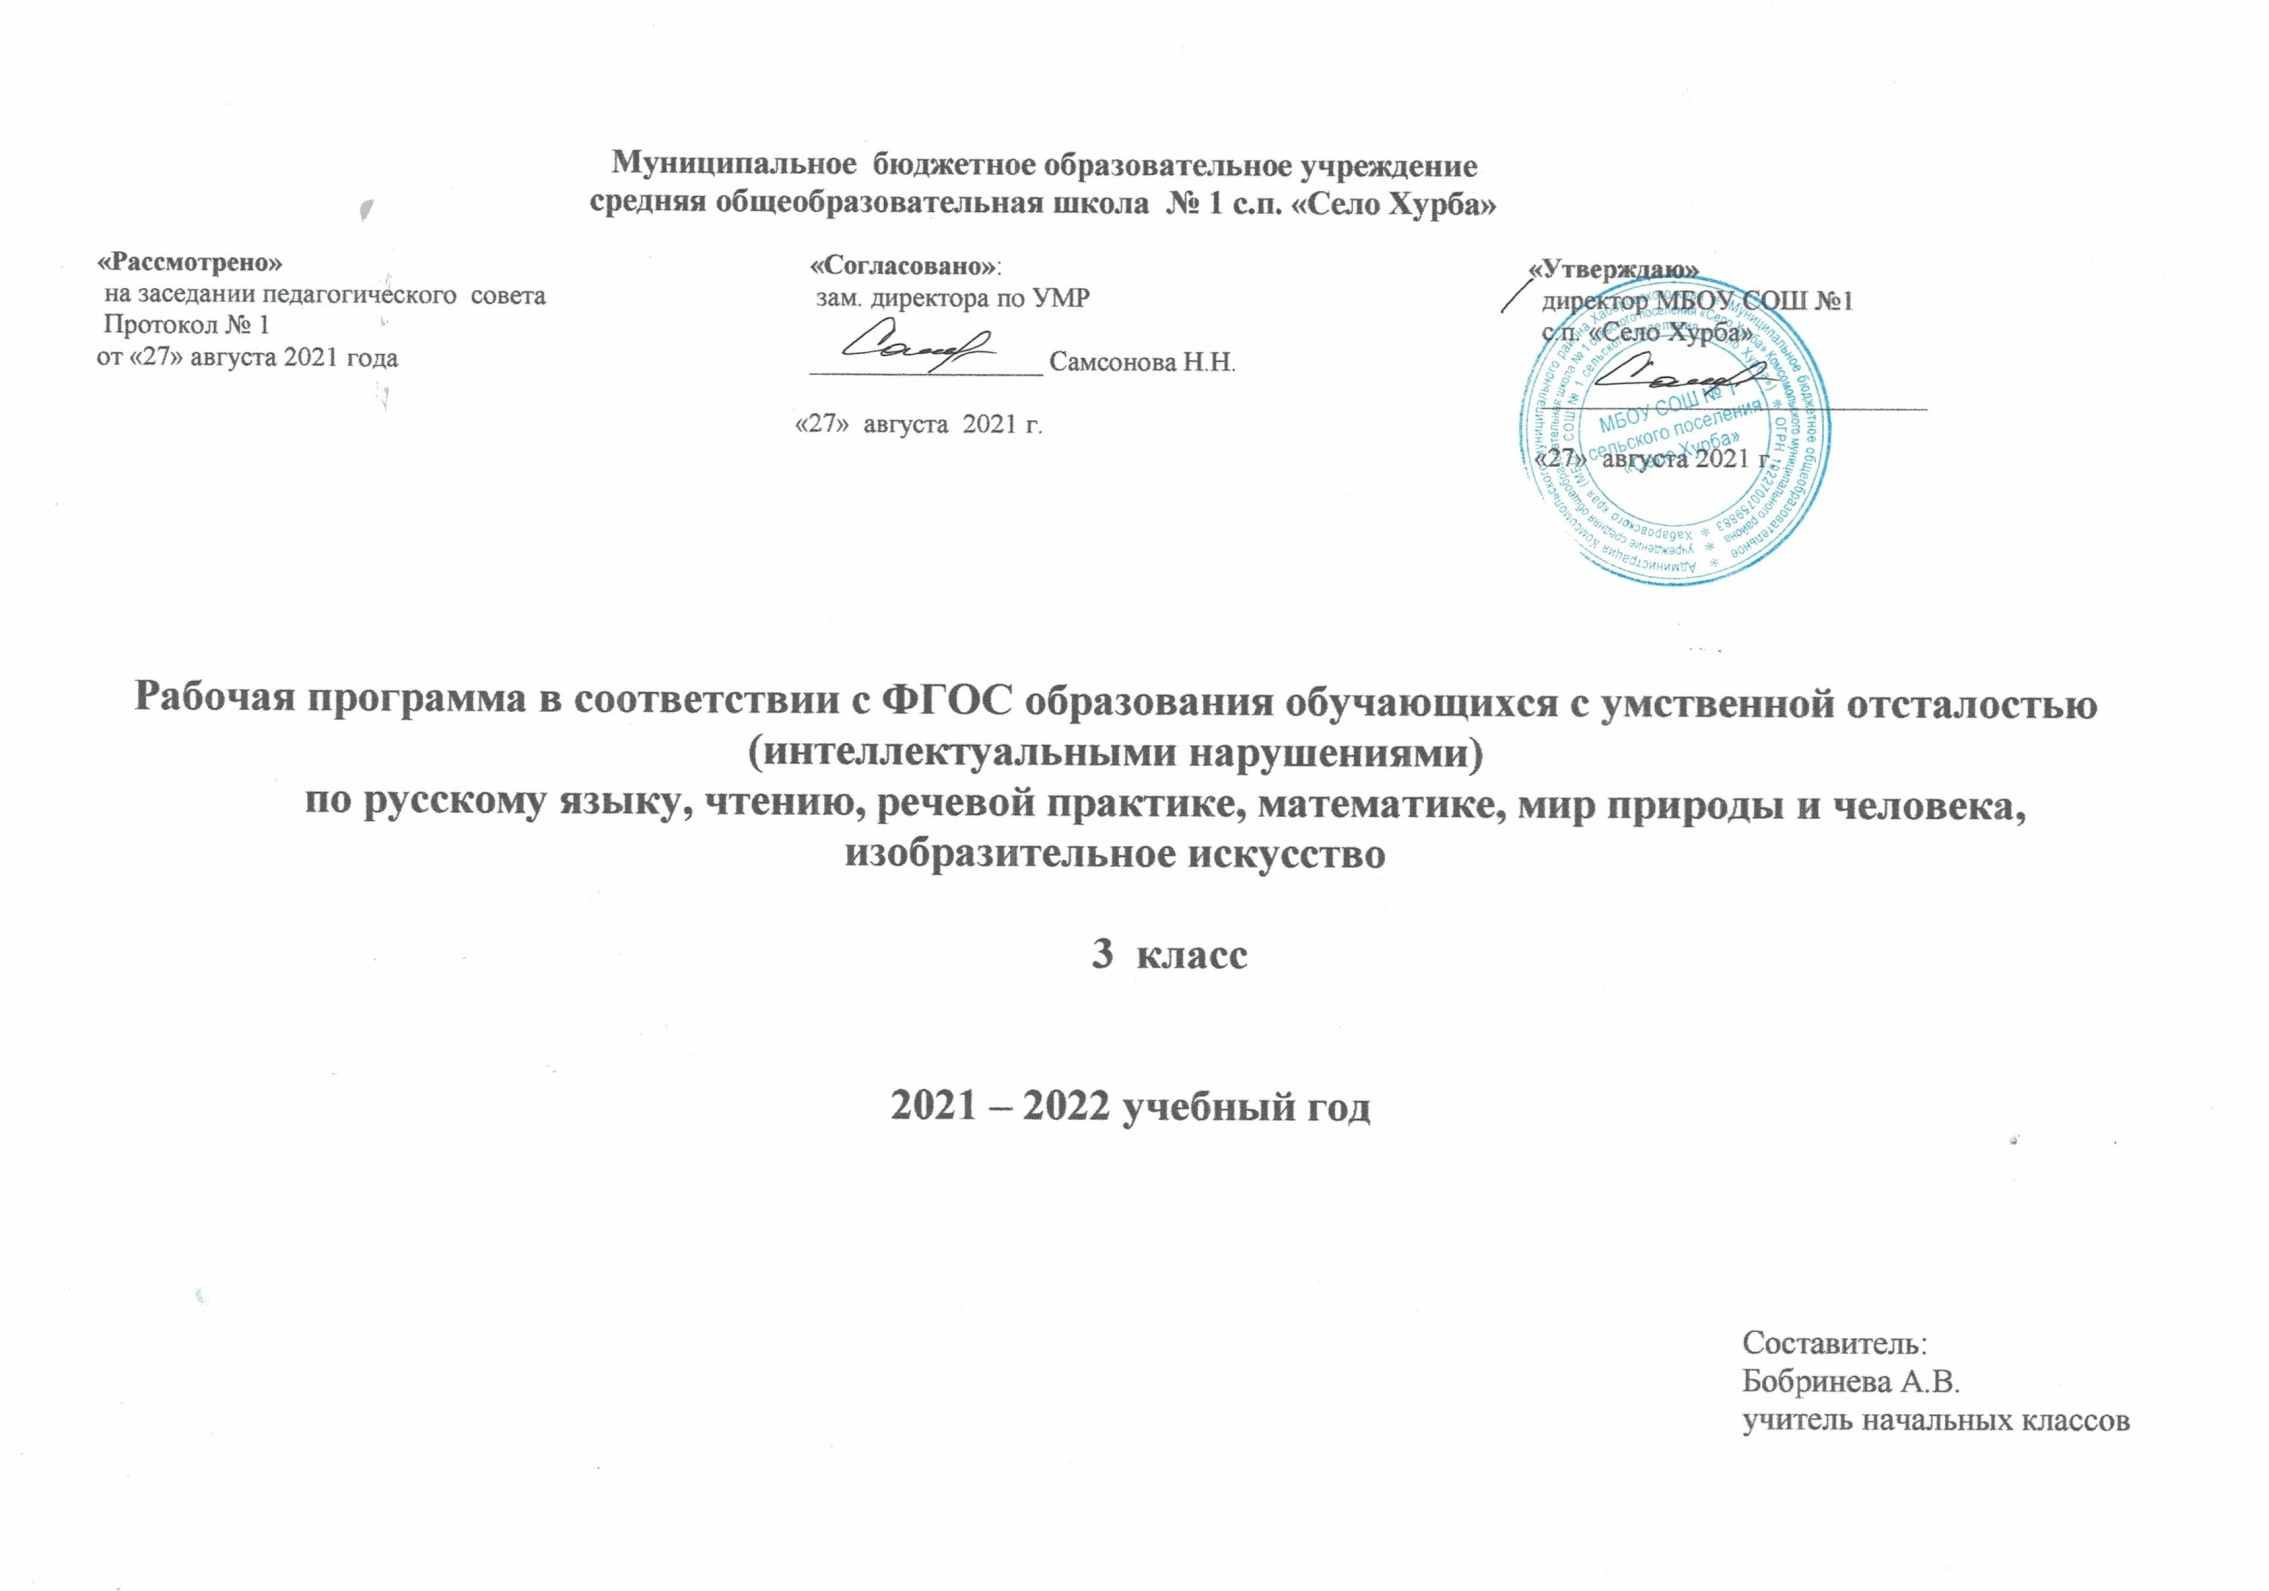 Муниципальное бюджетное образовательное учреждение
средняя общеобразовательная школа № 1 с.п. «Село Хурба»
«Рассмотрено»
на заседании педагогического совета
Протокол № 1
от «27» августа 2021 года
«Согласовано»:
зам. директора по УМР
Самсонова Н.Н.
«27» августа 2021 г.
«Утверждаю»
директор МБОУ СОШ №1
с.п. «Село Хурба»
«27» августа 2021 г.
МБОУ СОШ № 1
сельского поселения
«Село Хурба»
Рабочая программа в соответствии с ФГОС образования обучающихся с умственной отсталостью
(интеллектуальными нарушениями)
по русскому языку, чтению, речевой практике, математике, мир природы и человека,
изобразительное искусство
3 класс
2021 – 2022 учебный год
Составитель:
Бобринева А.В.
учитель начальных классов